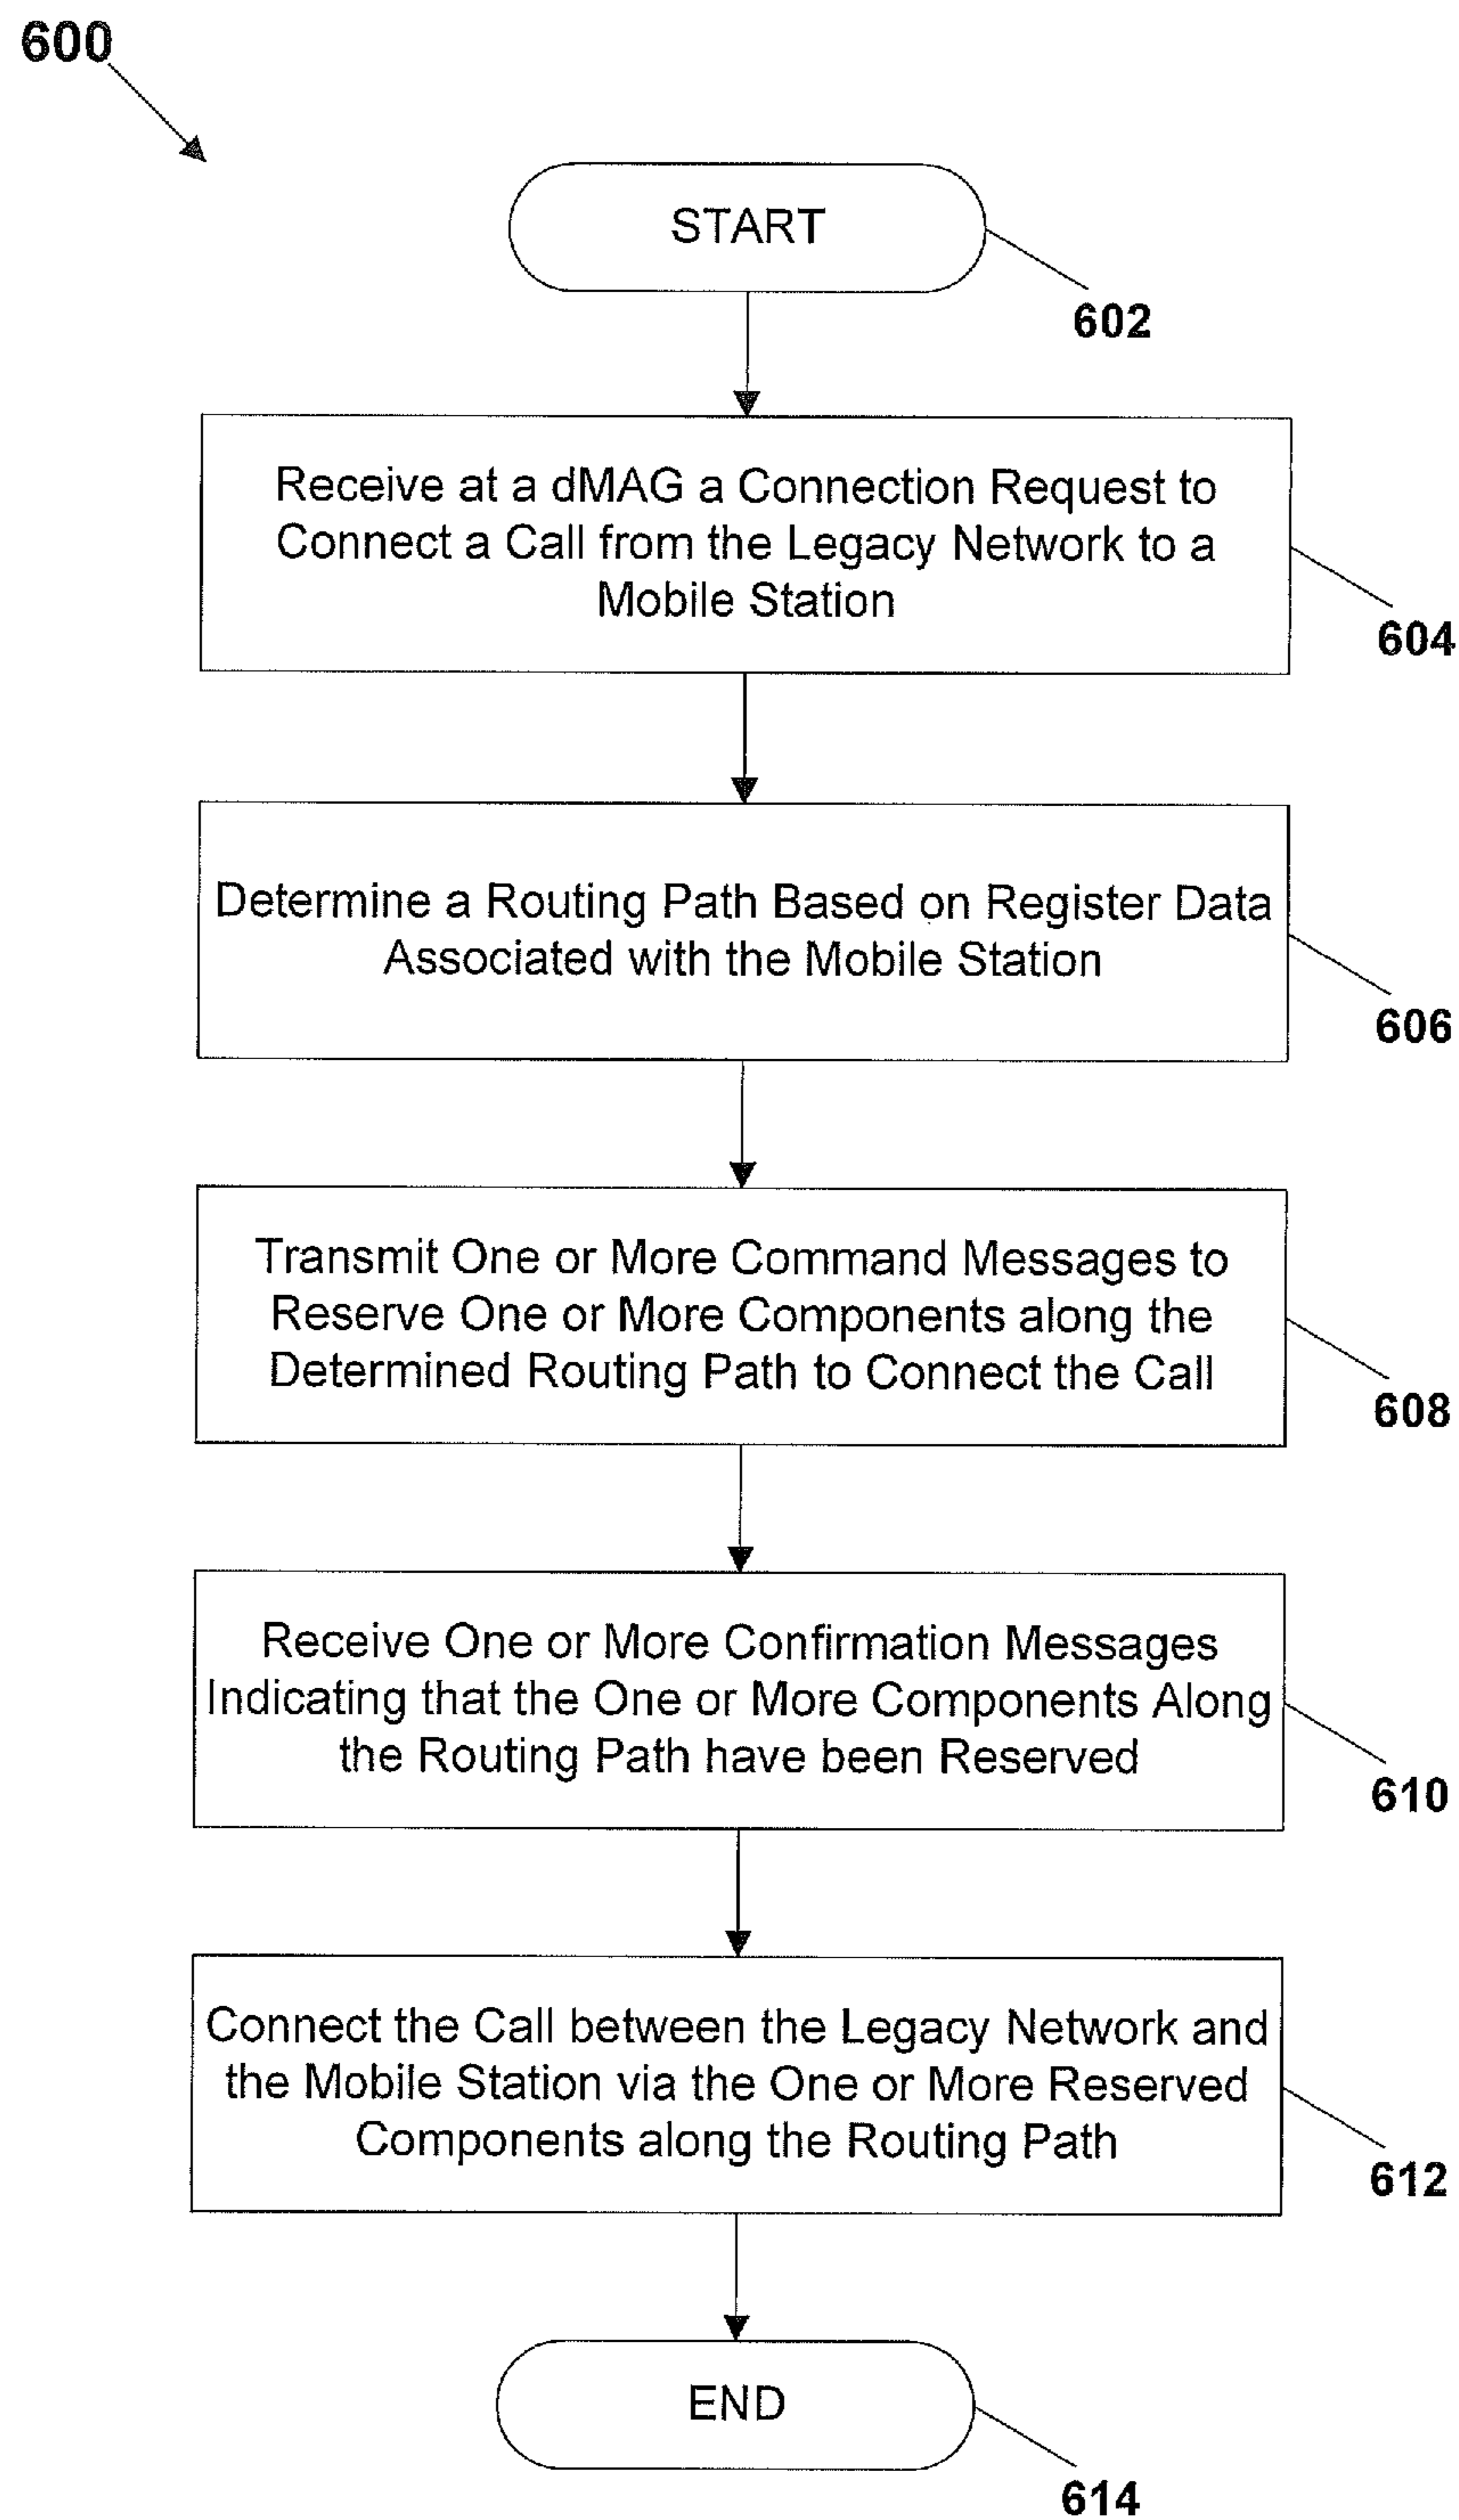 600
START
602
Receive at a dMAG a Connection Request to
Connect a Call from the Legacy Network to a
Mobile Station
604
Determine a Routing Path Based on Register Data
Associated with the Mobile Station
606
Transmit One or More Command Messages to
Reserve One or More Components along the
Determined Routing Path to Connect the Call
608
Receive One or More Confirmation Messages
Indicating that the One or More Components Along
the Routing Path have been Reserved
610
Connect the Call between the Legacy Network and
the Mobile Station via the One or More Reserved
Components along the Routing Path
612
END
614